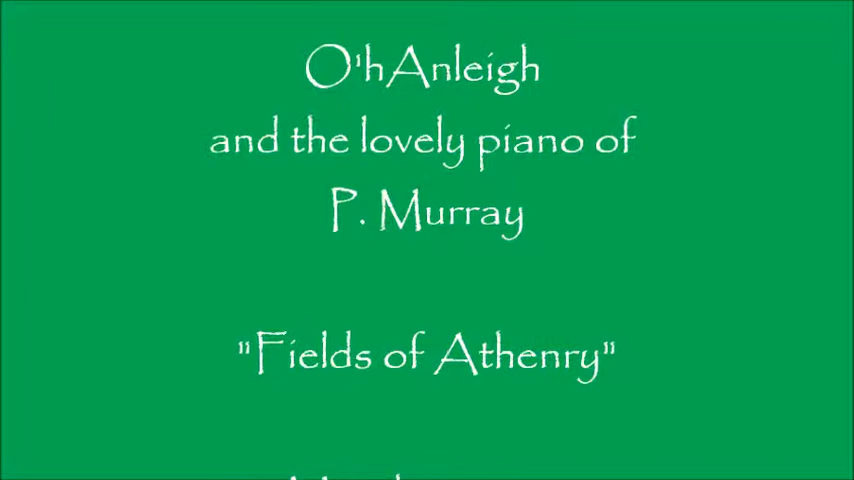 O'hAnleigh
and the lovely piano of
P. Murray
"Fields of Athenry"